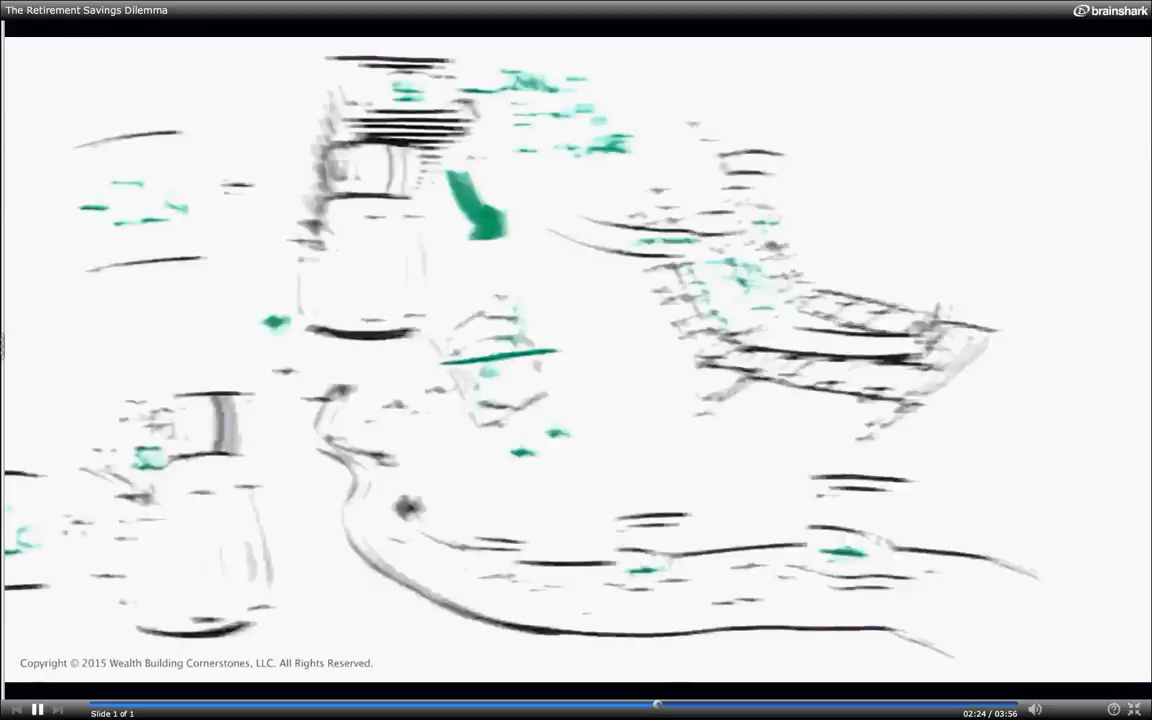 The Retirement Savings Dilemma
brainshark
Copyright © 2015 Wealth Building Cornerstones, LLC. All Rights Reserved.
Slide 1 of 1
02:24 / 03:56